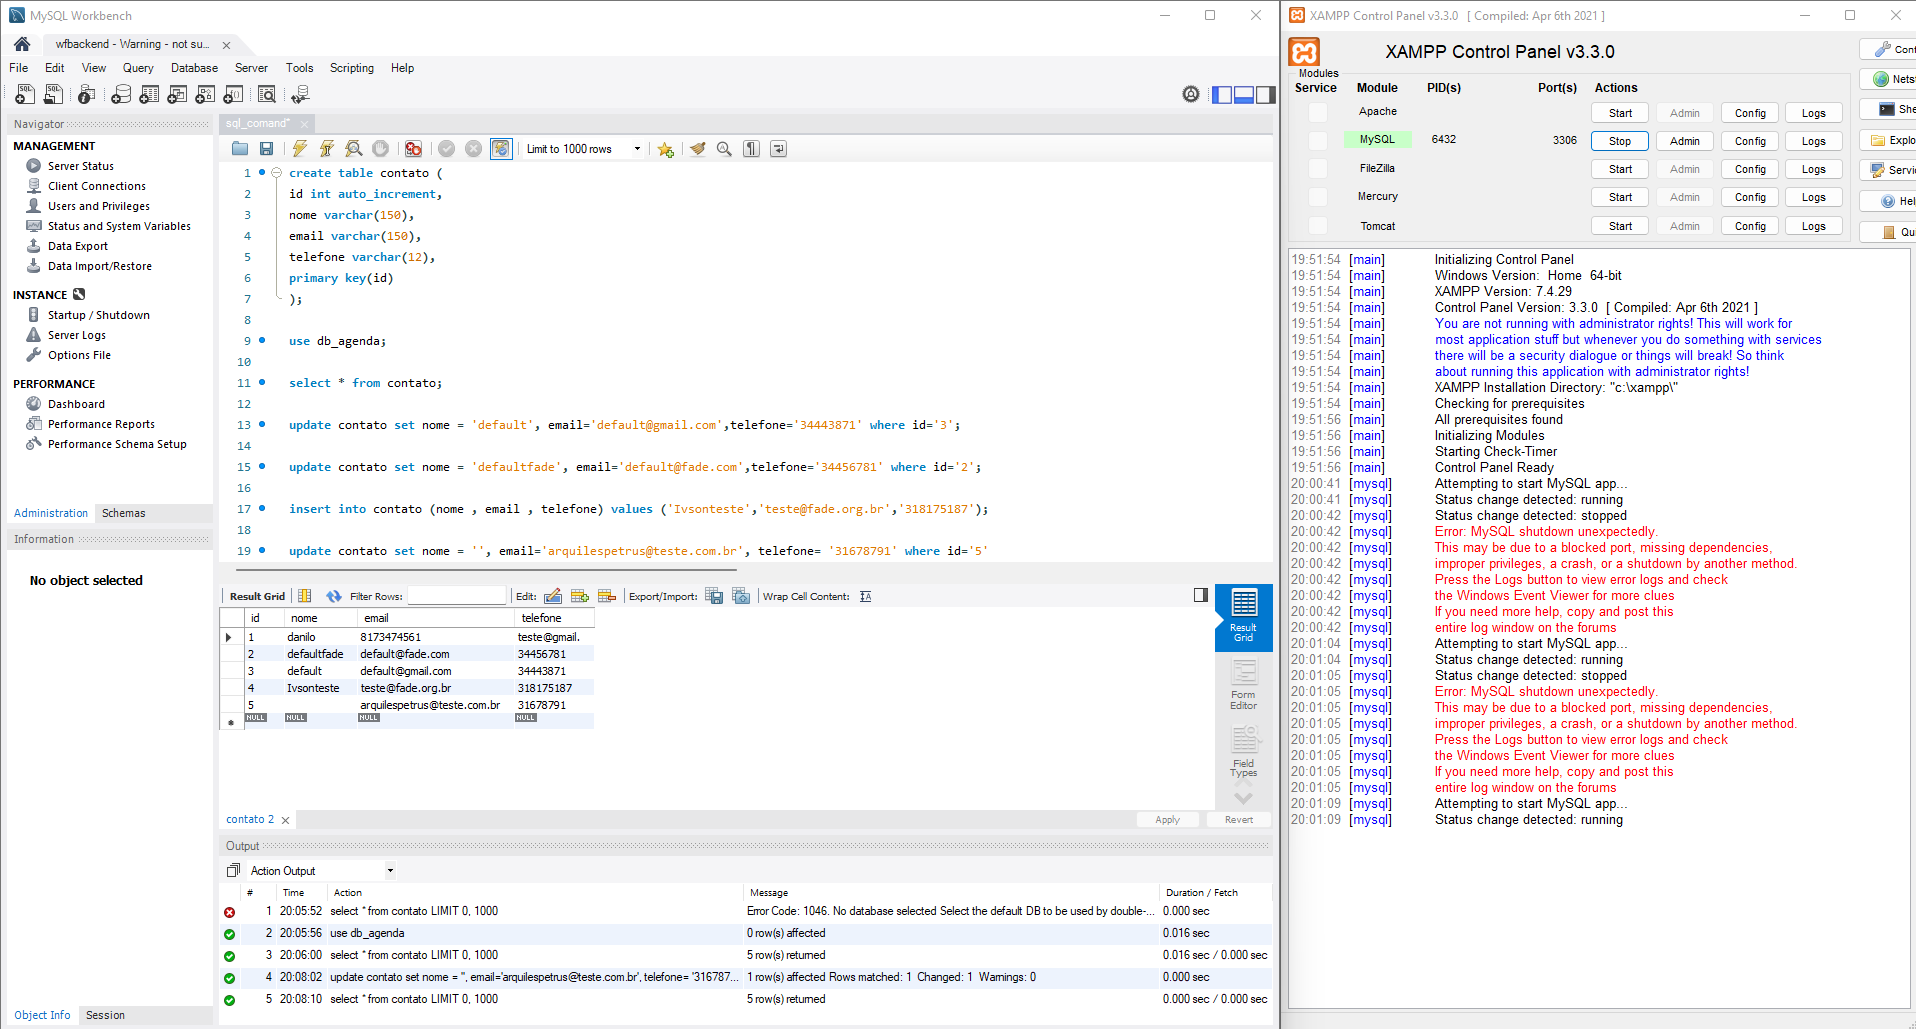 MySQL Workbench
wfbackend - Warning - not su...
File Edit View Query Database Server Tools Scripting Help
Navigator
MANAGEMENT
Server Status
Client Connections
Users and Privileges
Status and System Variables
Data Export
Data Import/Restore
INSTANCE
Startup / Shutdown
Server Logs
Options File
PERFORMANCE
Dashboard
Performance Reports
Performance Schema Setup
Administration Schemas
Information
No object selected
Object Info Session
sql_comand*
Limit to 1000 rows
1 create table contato (
2 id int auto_increment,
3 nome varchar(150),
4 email varchar(150),
5 telefone varchar(12),
6 primary key(id)
7 );
8
9 use db_agenda;
10
11 select * from contato;
12
13 update contato set nome = 'default', email='default@gmail.com',telefone='34443871' where id='3';
14
15 update contato set nome = 'defaultfade', email='default@fade.com',telefone='34456781' where id='2';
16
17 insert into contato (nome , email , telefone) values ('Ivsonteste','teste@fade.org.br','318175187');
18
19 update contato set nome = '', email='arquilespetrus@teste.com.br', telefone= '31678791' where id='5'
Result Grid Filter Rows: Edit: Export/Import: Wrap Cell Content:
id nome email telefone
1 danilo 8173474561 teste@gmail.
2 defaultfade default@fade.com 34456781
3 default default@gmail.com 34443871
4 Ivsonteste teste@fade.org.br 318175187
5 arquilespetrus@teste.com.br 31678791
NULL NULL NULL NULL
Result
Grid
Form
Editor
Field
Types
contato 2
Apply Revert
Output
Action Output
# Time Action Message Duration / Fetch
1 20:05:52 select * from contato LIMIT 0, 1000 Error Code: 1046. No database selected Select the default DB to be used by double-... 0.000 sec
2 20:05:56 use db_agenda 0 row(s) affected 0.016 sec
3 20:06:00 select * from contato LIMIT 0, 1000 5 row(s) returned 0.016 sec / 0.000 sec
4 20:08:02 update contato set nome = '', email='arquilespetrus@teste.com.br', telefone= '316787... 1 row(s) affected Rows matched: 1 Changed: 1 Warnings: 0 0.000 sec
5 20:08:10 select * from contato LIMIT 0, 1000 5 row(s) returned 0.000 sec / 0.000 sec
XAMPP Control Panel v3.3.0 [ Compiled: Apr 6th 2021 ]
XAMPP Control Panel v3.3.0
Modules
Service Module PID(s) Port(s) Actions
Apache Start Admin Config Logs
MySQL 6432 3306 Stop Admin Config Logs
FileZilla Start Admin Config Logs
Mercury Start Admin Config Logs
Tomcat Start Admin Config Logs
Cont
Nets
She
Explo
Servi
Hel
Qu
19:51:54 [main] Initializing Control Panel
19:51:54 [main] Windows Version: Home 64-bit
19:51:54 [main] XAMPP Version: 7.4.29
19:51:54 [main] Control Panel Version: 3.3.0 [ Compiled: Apr 6th 2021 ]
19:51:54 [main] You are not running with administrator rights! This will work for
19:51:54 [main] most application stuff but whenever you do something with services
19:51:54 [main] there will be a security dialogue or things will break! So think
19:51:54 [main] about running this application with administrator rights!
19:51:54 [main] XAMPP Installation Directory: "c:\xampp\"
19:51:54 [main] Checking for prerequisites
19:51:56 [main] All prerequisites found
19:51:56 [main] Initializing Modules
19:51:56 [main] Starting Check-Timer
19:51:56 [main] Control Panel Ready
20:00:41 [mysql] Attempting to start MySQL app...
20:00:41 [mysql] Status change detected: running
20:00:42 [mysql] Status change detected: stopped
20:00:42 [mysql] Error: MySQL shutdown unexpectedly.
20:00:42 [mysql] This may be due to a blocked port, missing dependencies,
20:00:42 [mysql] improper privileges, a crash, or a shutdown by another method.
20:00:42 [mysql] Press the Logs button to view error logs and check
20:00:42 [mysql] the Windows Event Viewer for more clues
20:00:42 [mysql] If you need more help, copy and post this
20:00:42 [mysql] entire log window on the forums
20:01:04 [mysql] Attempting to start MySQL app...
20:01:04 [mysql] Status change detected: running
20:01:05 [mysql] Status change detected: stopped
20:01:05 [mysql] Error: MySQL shutdown unexpectedly.
20:01:05 [mysql] This may be due to a blocked port, missing dependencies,
20:01:05 [mysql] improper privileges, a crash, or a shutdown by another method.
20:01:05 [mysql] Press the Logs button to view error logs and check
20:01:05 [mysql] the Windows Event Viewer for more clues
20:01:05 [mysql] If you need more help, copy and post this
20:01:05 [mysql] entire log window on the forums
20:01:09 [mysql] Attempting to start MySQL app...
20:01:09 [mysql] Status change detected: running